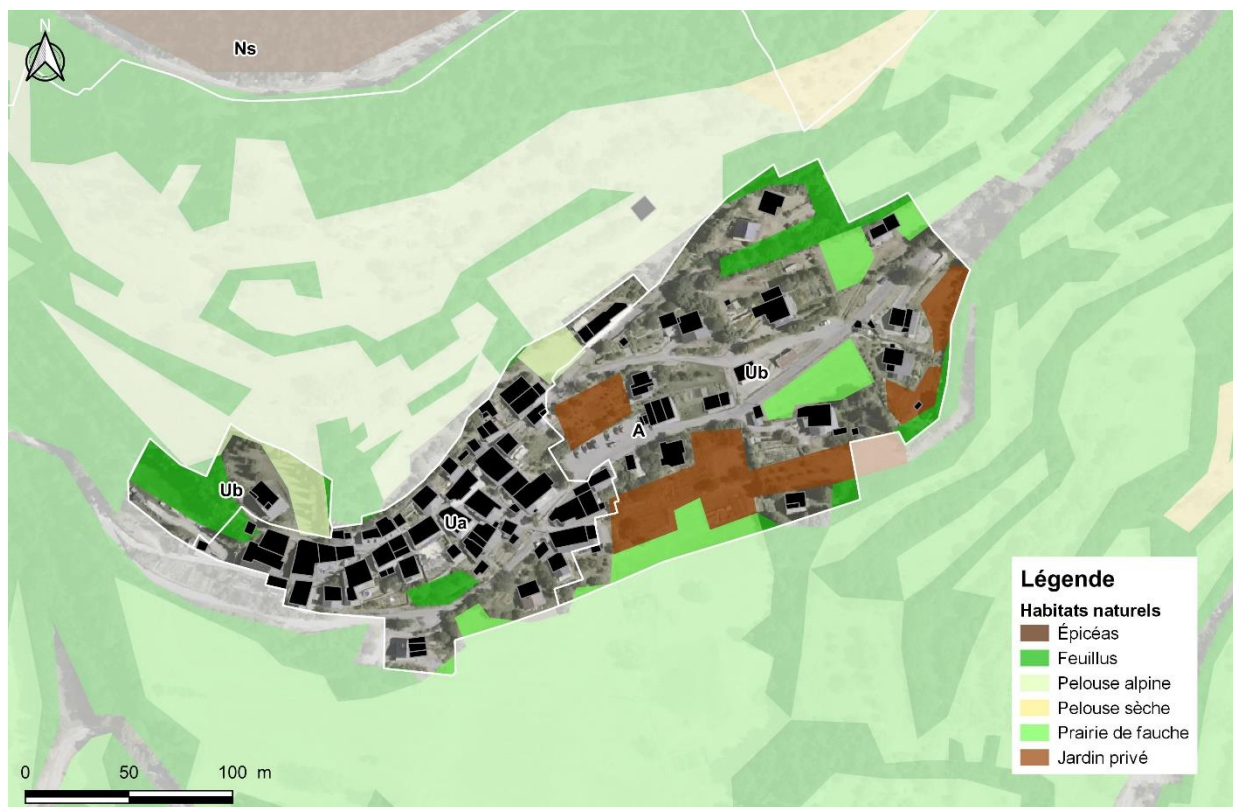 N
Ns
Ub
A
Ub
Ua
Légende
Habitats naturels
Épicéas
Feuillus
Pelouse alpine
Pelouse sèche
Prairie de fauche
Jardin privé
0 50 100 m